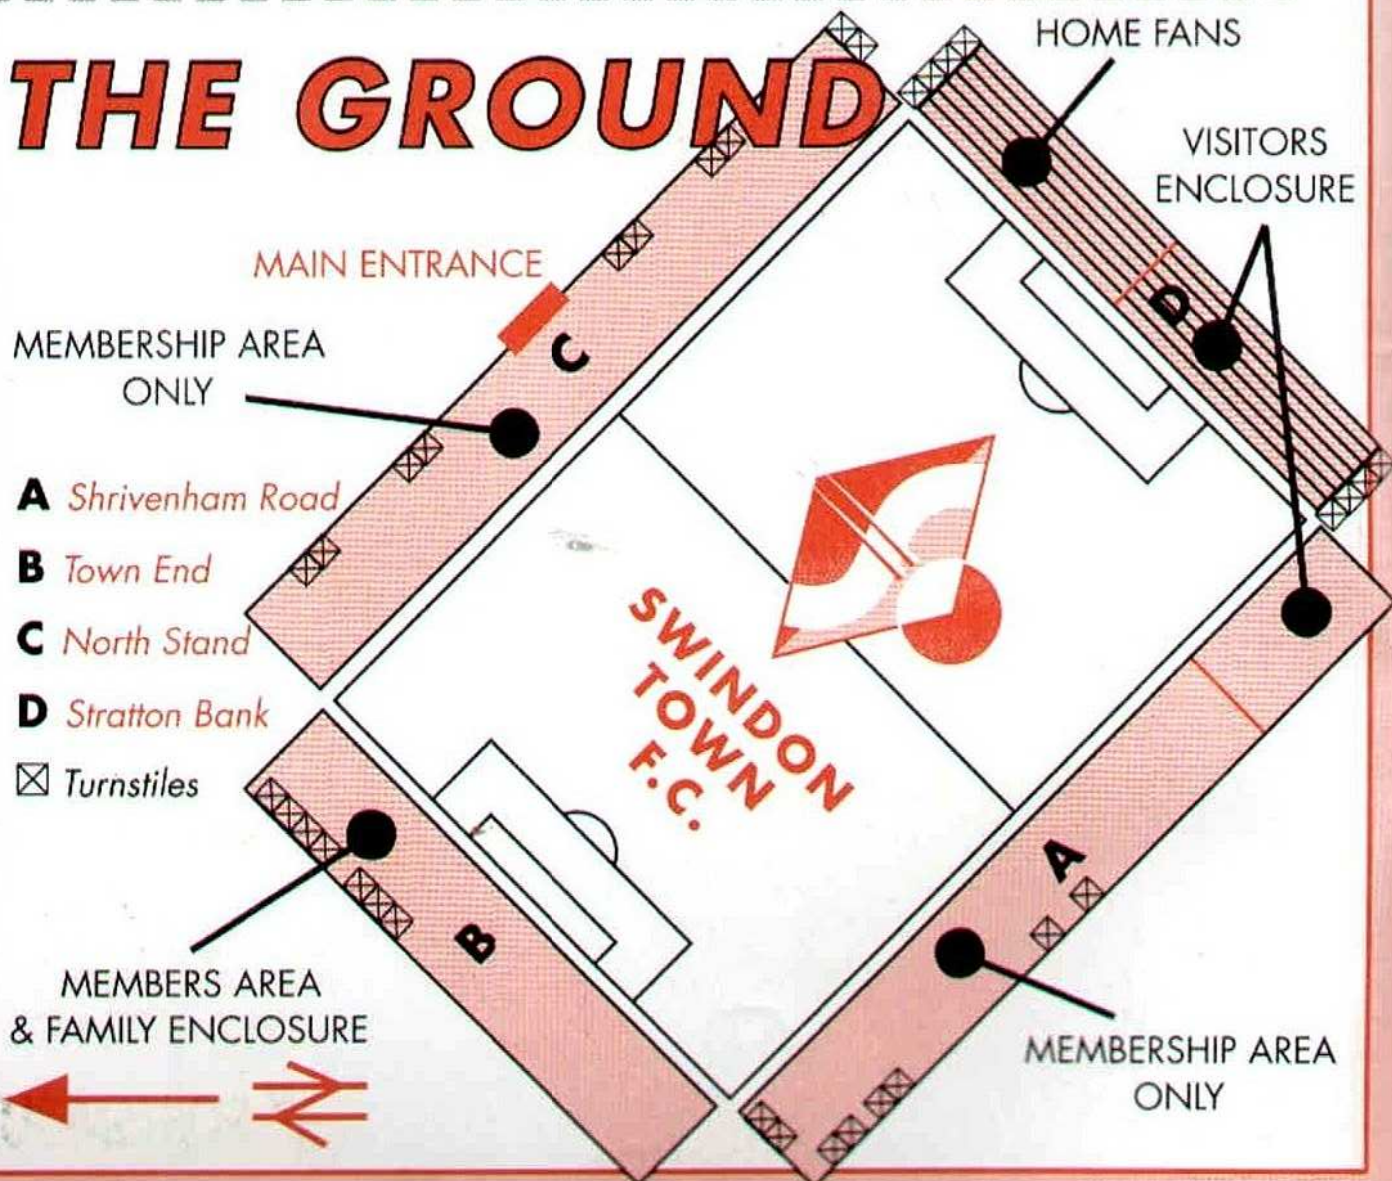 THE GROUND
HOME FANS
VISITORS
ENCLOSURE
MAIN ENTRANCE
MEMBERSHIP AREA
ONLY
C
D
A Shrivenham Road
B Town End
C North Stand
D Stratton Bank
Turnstiles
SWINDON
TOWN
F.C.
A
B
MEMBERS AREA
& FAMILY ENCLOSURE
MEMBERSHIP AREA
ONLY